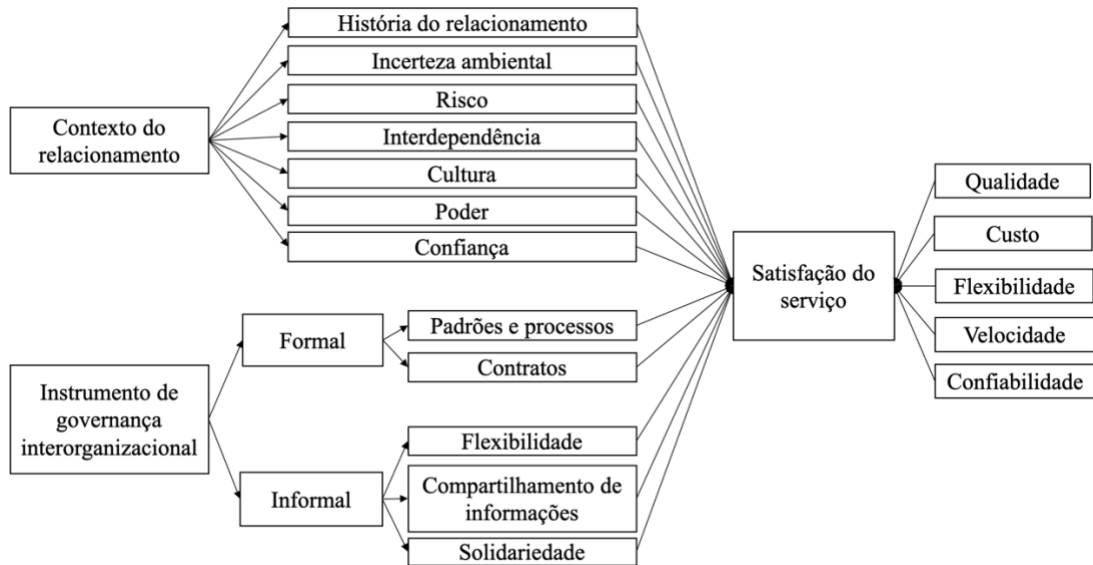 História do relacionamento
Incerteza ambiental
Risco
Interdependência
Cultura
Poder
Confiança
Contexto do
relacionamento
Formal
Padrões e processos
Contratos
Instrumento de
governança
interorganizacional
Informal
Flexibilidade
Compartilhamento de
informações
Solidariedade
Satisfação do
serviço
Qualidade
Custo
Flexibilidade
Velocidade
Confiabilidade